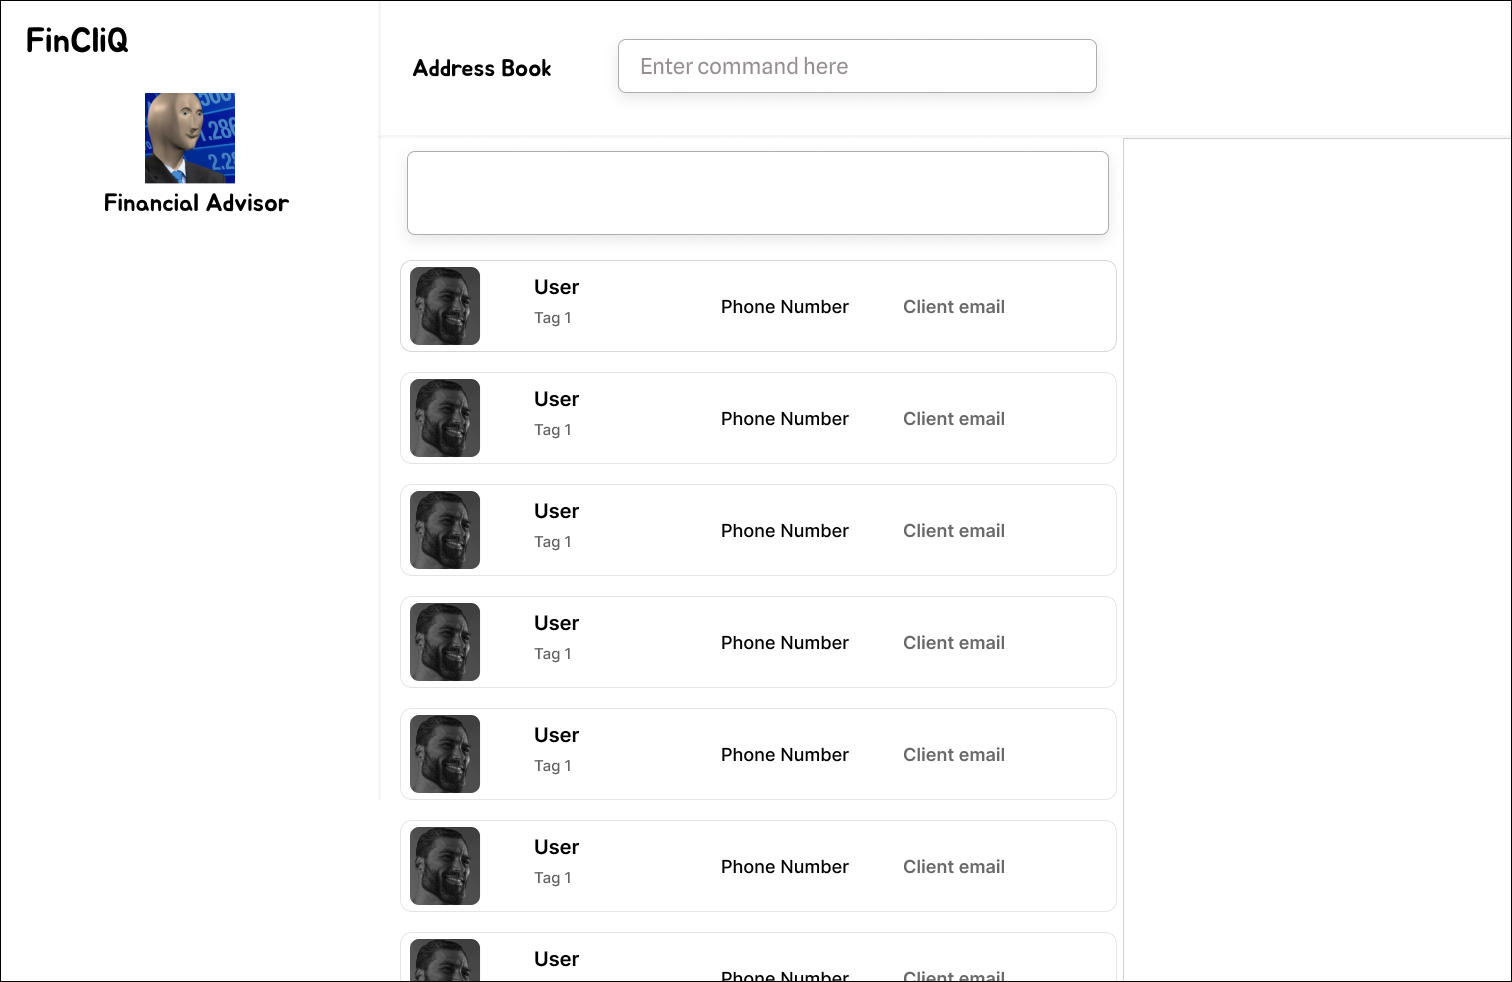 FinCliQ
Financial Advisor
Address Book
Enter command here
User
Tag 1
Phone Number
Client email
User
Tag 1
Phone Number
Client email
User
Tag 1
Phone Number
Client email
User
Tag 1
Phone Number
Client email
User
Tag 1
Phone Number
Client email
User
Tag 1
Phone Number
Client email
User
Phone Number
Client email